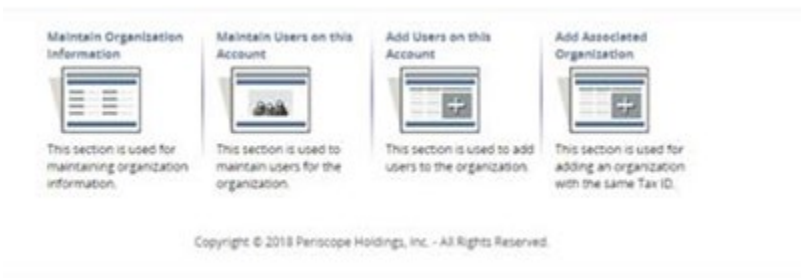 Maintain Organization
Information
This section is used for
maintaining organization
information.
Maintain Users on this
Account
This section is used to
maintain users for the
organization.
Add Users on this
Account
This section is used to add
users to the organization.
Add Associated
Organization
This section is used for
adding an organization
with the same Tax ID.
Copyright © 2018 Periscope Holdings, Inc. - All Rights Reserved.